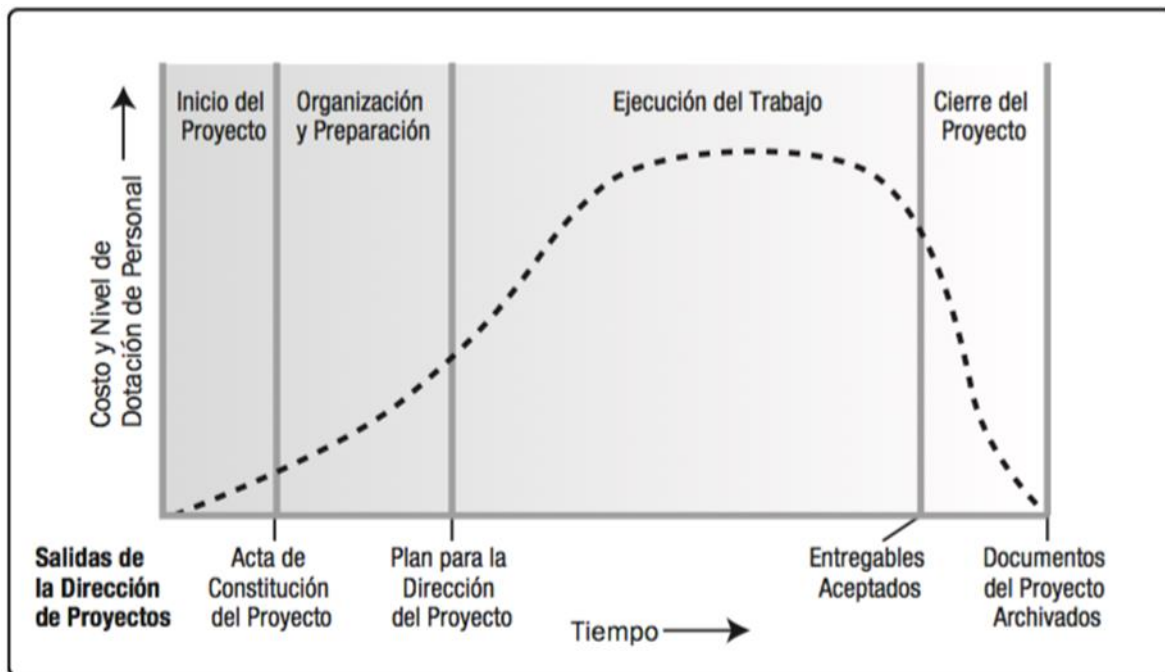 Inicio del
Proyecto
Organización
y Preparación
Ejecución del Trabajo
Cierre del
Proyecto
Costo y Nivel de
Dotación de Personal
Salidas de
la Dirección
de Proyectos
Acta de
Constitución
del Proyecto
Plan para la
Dirección
del Proyecto
Entregables
Aceptados
Documentos
del Proyecto
Archivados
Tiempo